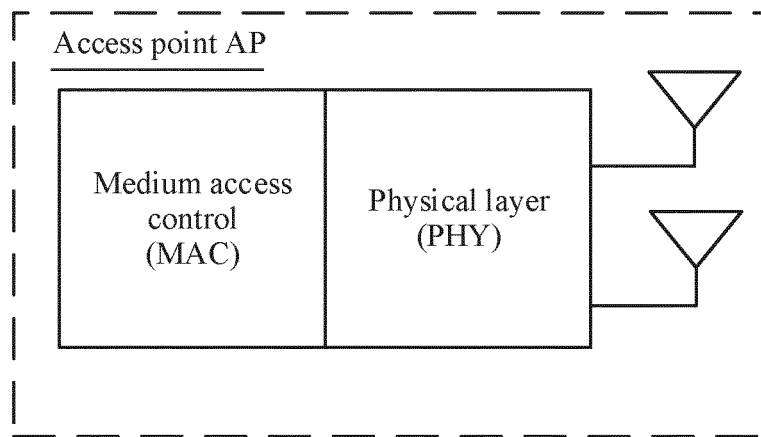 Access point AP
Medium access
control
(MAC)
Physical layer
(PHY)